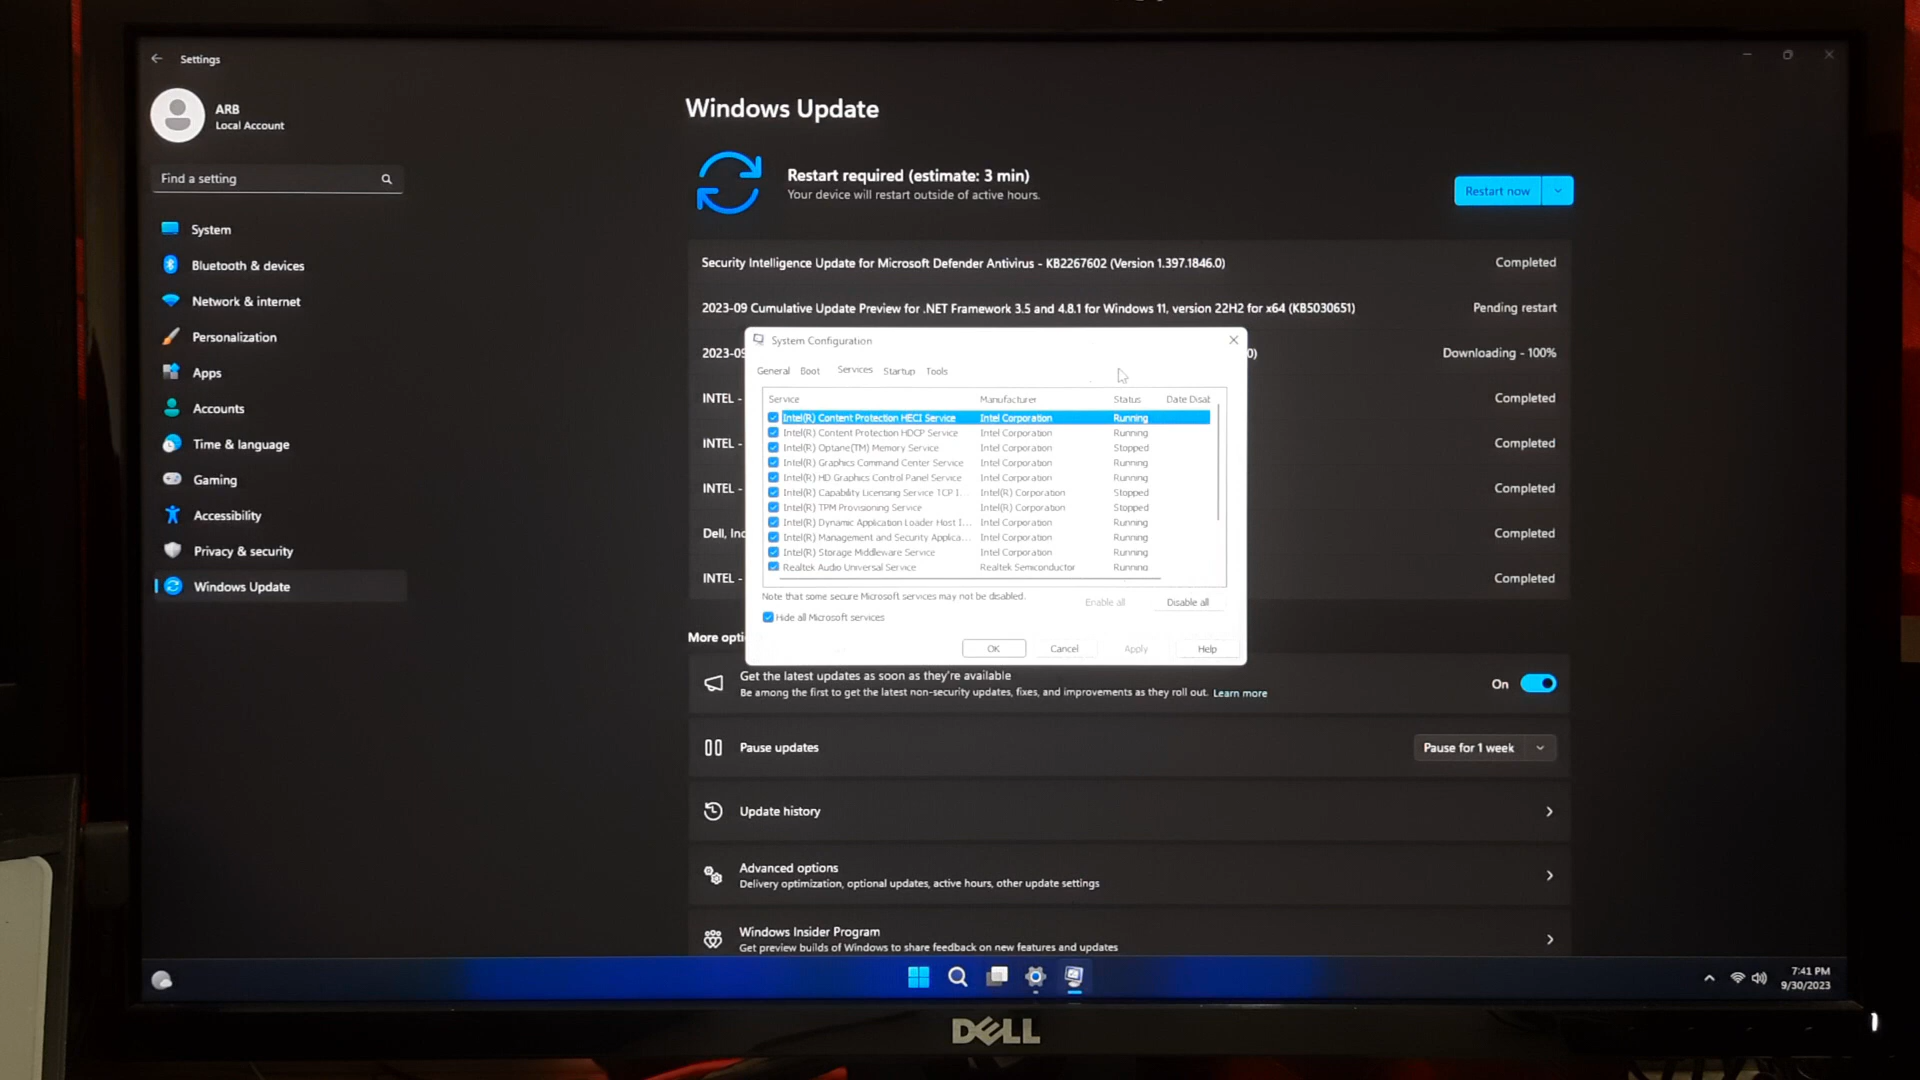 Settings
ARB
Local Account
Find a setting
System
Bluetooth & devices
Network & internet
Personalization
Apps
Accounts
Time & language
Gaming
Accessibility
Privacy & security
Windows Update
Windows Update
Restart required (estimate: 3 min)
Your device will restart outside of active hours.
Restart now
Security Intelligence Update for Microsoft Defender Antivirus - KB2267602 (Version 1.397.1846.0)
Completed
2023-09 Cumulative Update Preview for .NET Framework 3.5 and 4.8.1 for Windows 11, version 22H2 for x64 (KB5030651)
Pending restart
2023-09
0)
Downloading - 100%
INTEL -
Completed
INTEL -
Completed
INTEL -
Completed
Dell, Inc
Completed
INTEL -
Completed
System Configuration
General Boot Services Startup Tools
Service Manufacturer Status Date Disab
Intel(R) Content Protection HECI Service Intel Corporation Running
Intel(R) Content Protection HDCP Service Intel Corporation Running
Intel(R) Optane(TM) Memory Service Intel Corporation Stopped
Intel(R) Graphics Command Center Service Intel Corporation Running
Intel(R) HD Graphics Control Panel Service Intel Corporation Running
Intel(R) Capability Licensing Service TCP I... Intel(R) Corporation Stopped
Intel(R) TPM Provisioning Service Intel(R) Corporation Stopped
Intel(R) Dynamic Application Loader Host I... Intel Corporation Running
Intel(R) Management and Security Applica... Intel Corporation Running
Intel(R) Storage Middleware Service Intel Corporation Running
Realtek Audio Universal Service Realtek Semiconductor Running
Note that some secure Microsoft services may not be disabled.
Enable all Disable all
Hide all Microsoft services
OK Cancel Apply Help
More opti
Get the latest updates as soon as they're available
Be among the first to get the latest non-security updates, fixes, and improvements as they roll out. Learn more
On
Pause updates
Pause for 1 week
Update history
Advanced options
Delivery optimization, optional updates, active hours, other update settings
Windows Insider Program
Get preview builds of Windows to share feedback on new features and updates
7:41 PM
9/30/2023
DELL